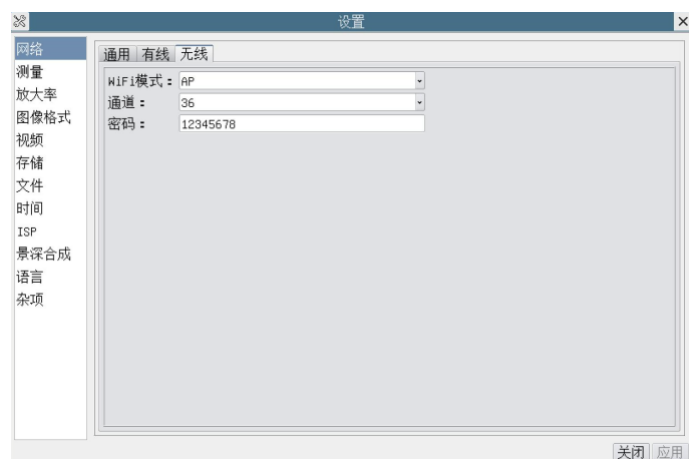 设置
网络
测量
放大率
图像格式
视频
存储
文件
时间
ISP
景深合成
语言
杂项
通用 有线 无线
WiFi模式： AP
通道： 36
密码： 12345678
关闭 应用